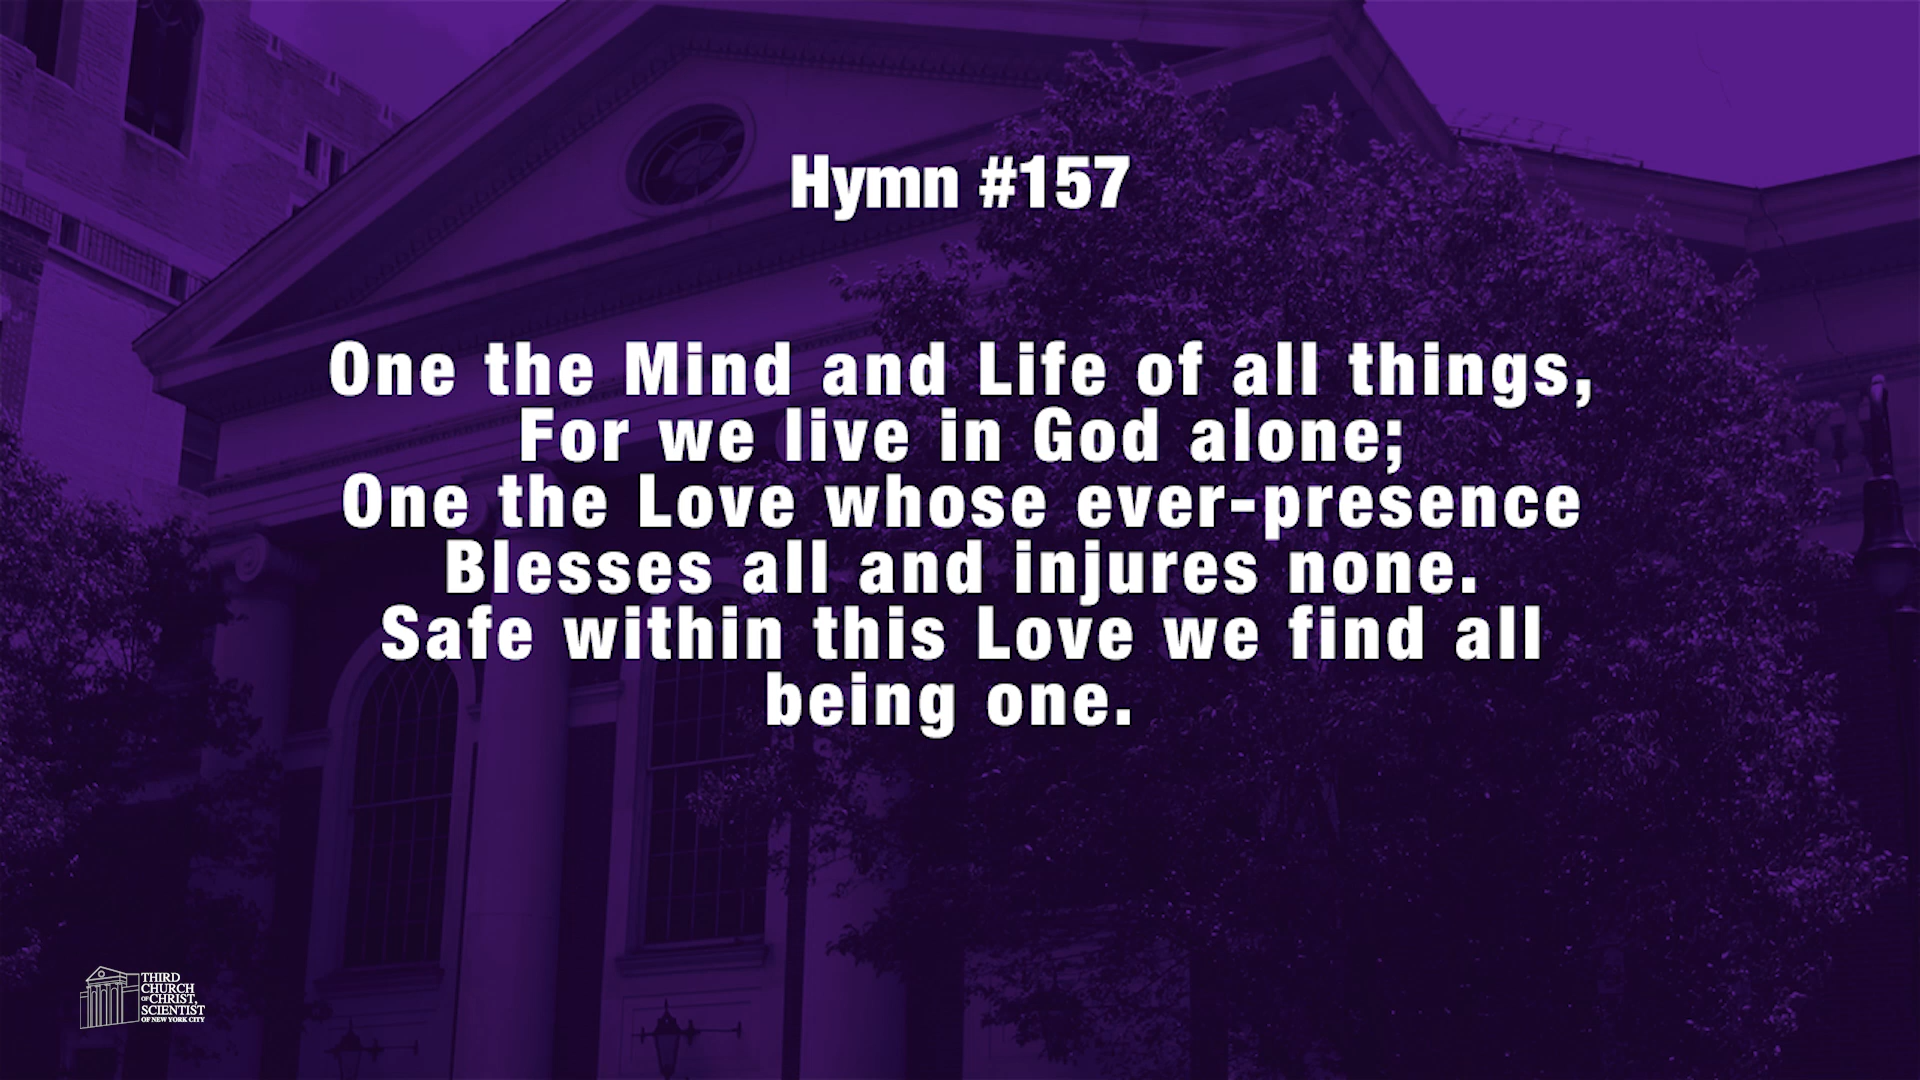 Hymn #157
One the Mind and Life of all things,
For we live in God alone;
One the Love whose ever-presence
Blesses all and injures none.
Safe within this Love we find all
being one.
THIRD
CHURCH
OF CHRIST,
SCIENTIST
OF NEW YORK CITY